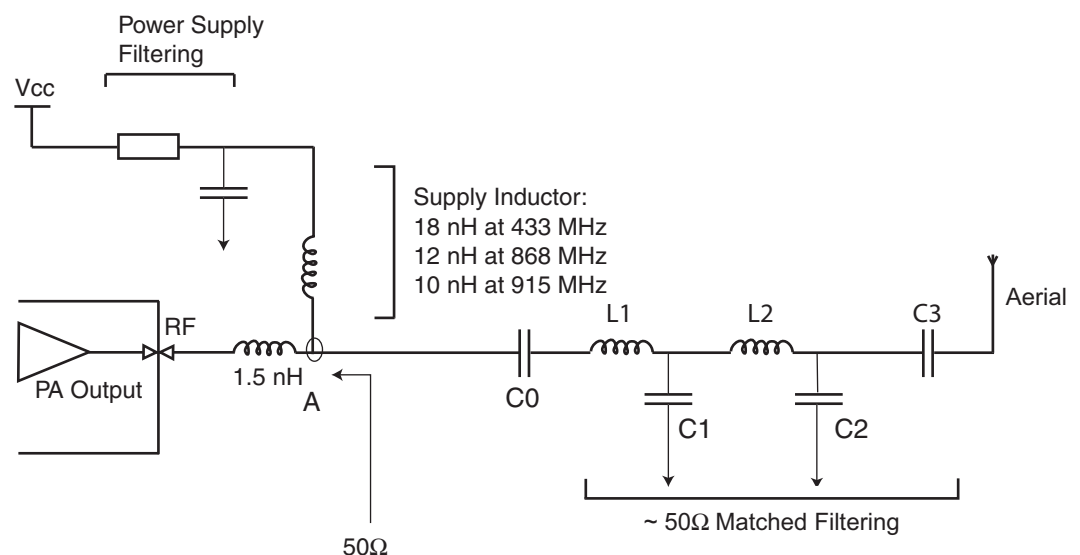 Power Supply
Filtering
Vcc
Supply Inductor:
18 nH at 433 MHz
12 nH at 868 MHz
10 nH at 915 MHz
Aerial
RF
L1
L2
C3
PA Output
1.5 nH
A
C0
C1
C2
~ 50Ω Matched Filtering
50Ω